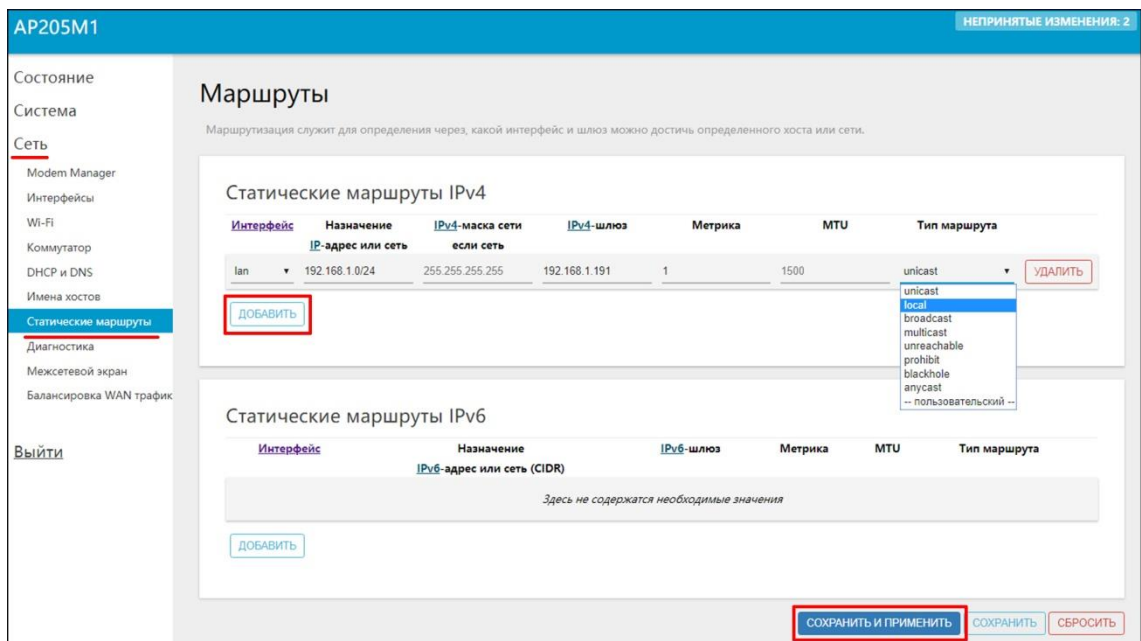 AP205M1
НЕПРИНЯТЫЕ ИЗМЕНЕНИЯ: 2
Состояние
Система
Сеть
Modem Manager
Интерфейсы
Wi-Fi
Коммутатор
DHCP и DNS
Имена хостов
Статические маршруты
Диагностика
Межсетевой экран
Балансировка WAN трафик
Выйти
Маршруты
Маршрутизация служит для определения через, какой интерфейс и шлюз можно достичь определенного хоста или сети.
Статические маршруты IPv4
Интерфейс Назначение IPv4-маска сети IPv4-шлюз Метрика MTU Тип маршрута
IP-адрес или сеть если сеть
lan 192.168.1.0/24 255.255.255.255 192.168.1.191 1 1500 unicast УДАЛИТЬ
unicast
local
broadcast
multicast
unreachable
prohibit
blackhole
anycast
-- пользовательский --
ДОБАВИТЬ
Статические маршруты IPv6
Интерфейс Назначение IPv6-шлюз Метрика MTU Тип маршрута
IPv6-адрес или сеть (CIDR)
Здесь не содержатся необходимые значения
ДОБАВИТЬ
СОХРАНИТЬ И ПРИМЕНИТЬ СОХРАНИТЬ СБРОСИТЬ